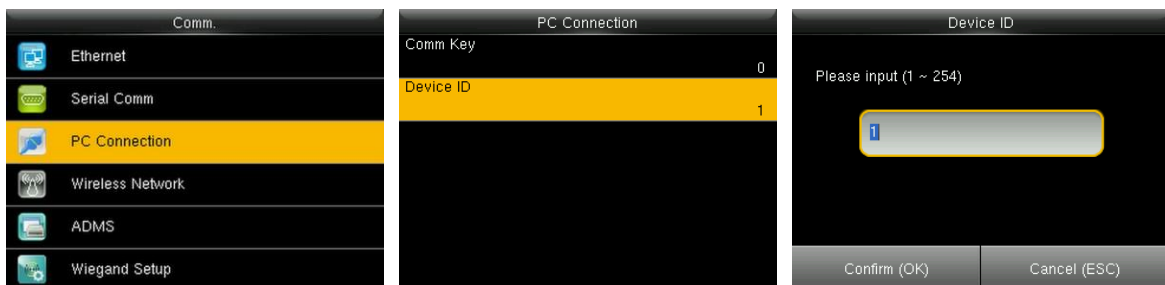 Comm.
Ethernet
Serial Comm
PC Connection
Wireless Network
ADMS
Wiegand Setup
PC Connection
Comm Key
0
Device ID
1
Device ID
Please input (1 ~ 254)
1
Confirm (OK)
Cancel (ESC)